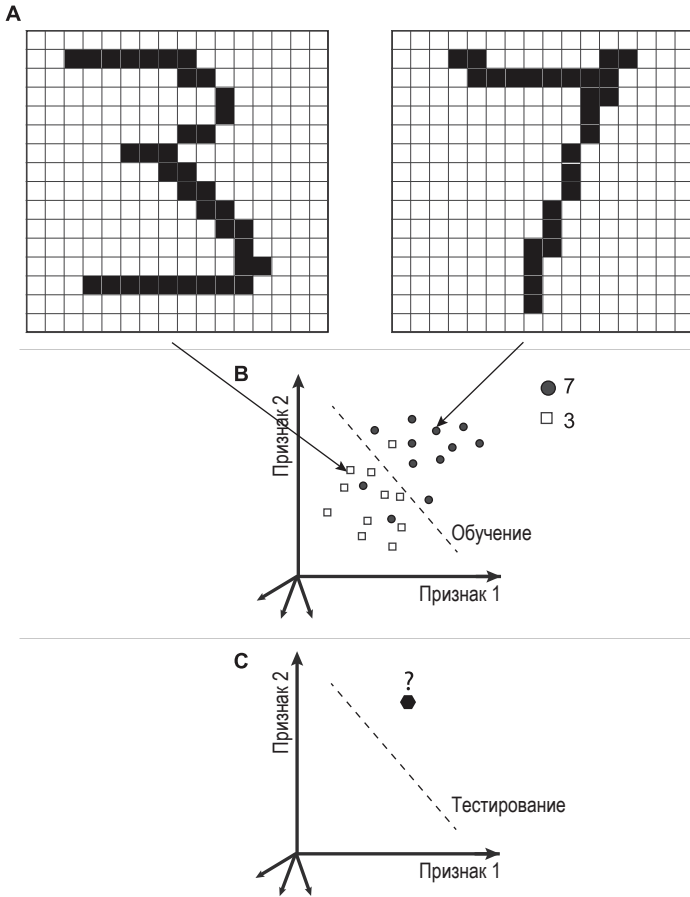 A
B
7
3
Признак 2
Обучение
Признак 1
C
?
Признак 2
Тестирование
Признак 1